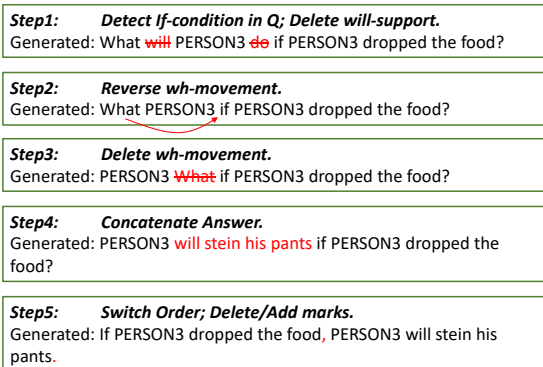 Step1: Detect If-condition in Q; Delete will-support.
Generated: What will PERSON3 do if PERSON3 dropped the food?
Step2: Reverse wh-movement.
Generated: What PERSON3 if PERSON3 dropped the food?
Step3: Delete wh-movement.
Generated: PERSON3 What if PERSON3 dropped the food?
Step4: Concatenate Answer.
Generated: PERSON3 will stein his pants if PERSON3 dropped the
food?
Step5: Switch Order; Delete/Add marks.
Generated: If PERSON3 dropped the food, PERSON3 will stein his
pants.